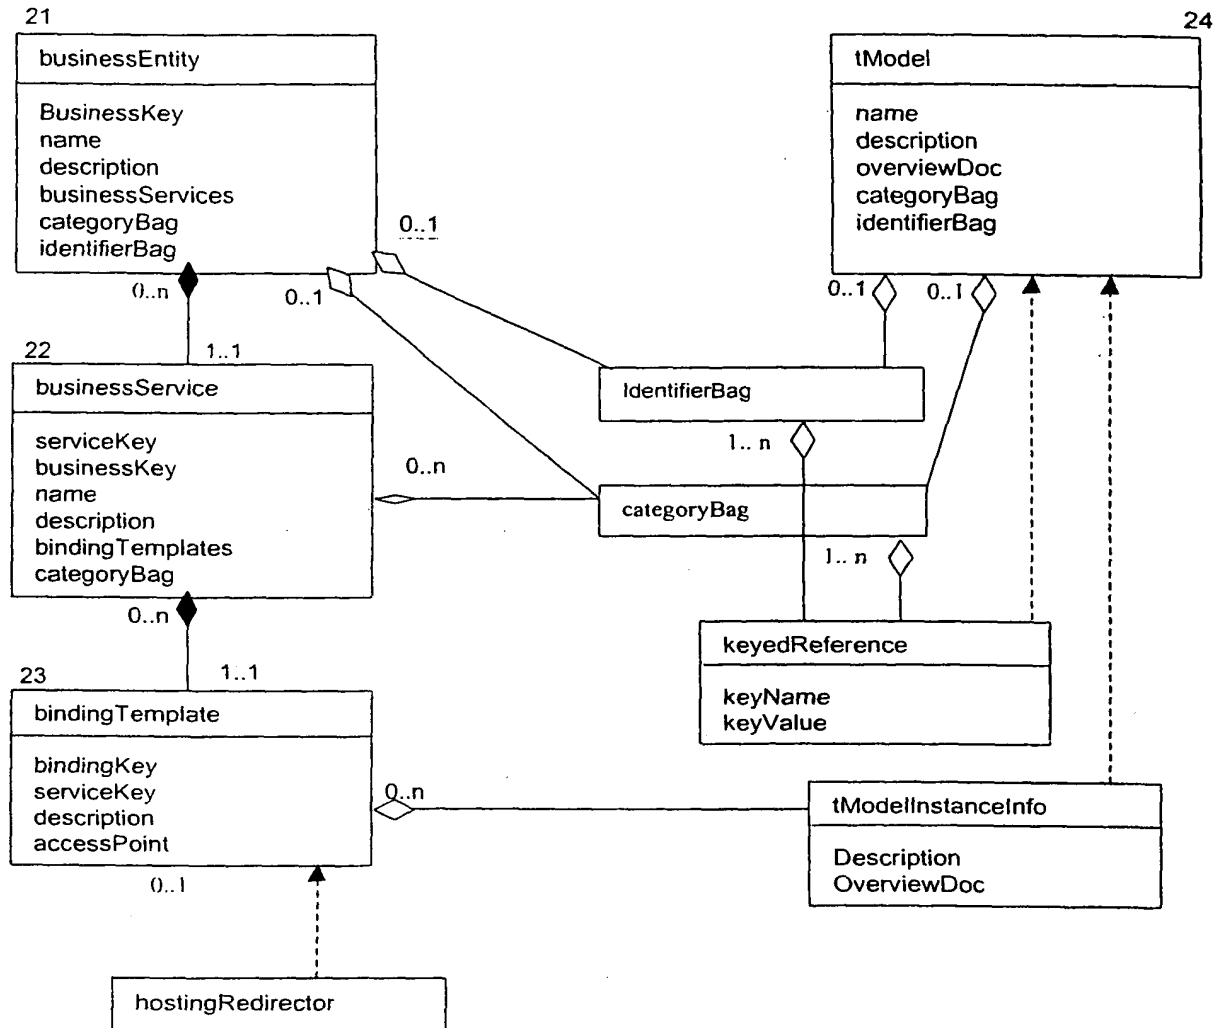 21
24
businessEntity
tModel
BusinessKey
name
description
businessServices
categoryBag
identifierBag
name
description
overviewDoc
categoryBag
identifierBag
0..1
0..n
0..1
0..1
0..1
22
1..1
businessService
IdentifierBag
serviceKey
businessKey
name
description
bindingTemplates
categoryBag
0..n
1.. n
categoryBag
1.. n
0..n
23
1..1
bindingTemplate
keyedReference
keyName
keyValue
bindingKey
serviceKey
description
accessPoint
0..n
tModelInstanceInfo
Description
OverviewDoc
0..1
hostingRedirector